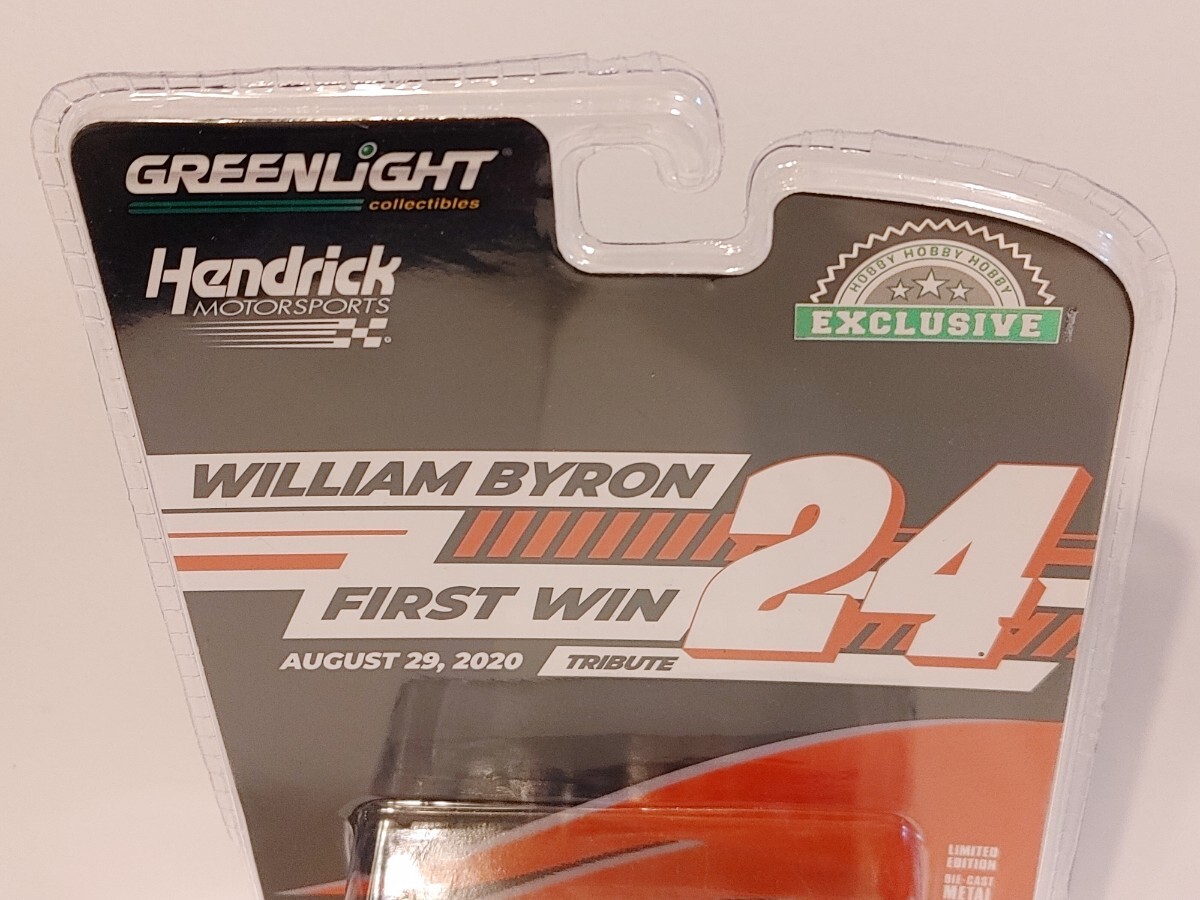 GREENLiGHT
collectibles
Hendrick
MOTORSPORTS
HOBBY HOBBY HOBBY
EXCLUSIVE
WILLIAM BYRON
24
FIRST WIN
AUGUST 29, 2020 TRIBUTE
LIMITED
EDITION
DIE-CAST
METAL